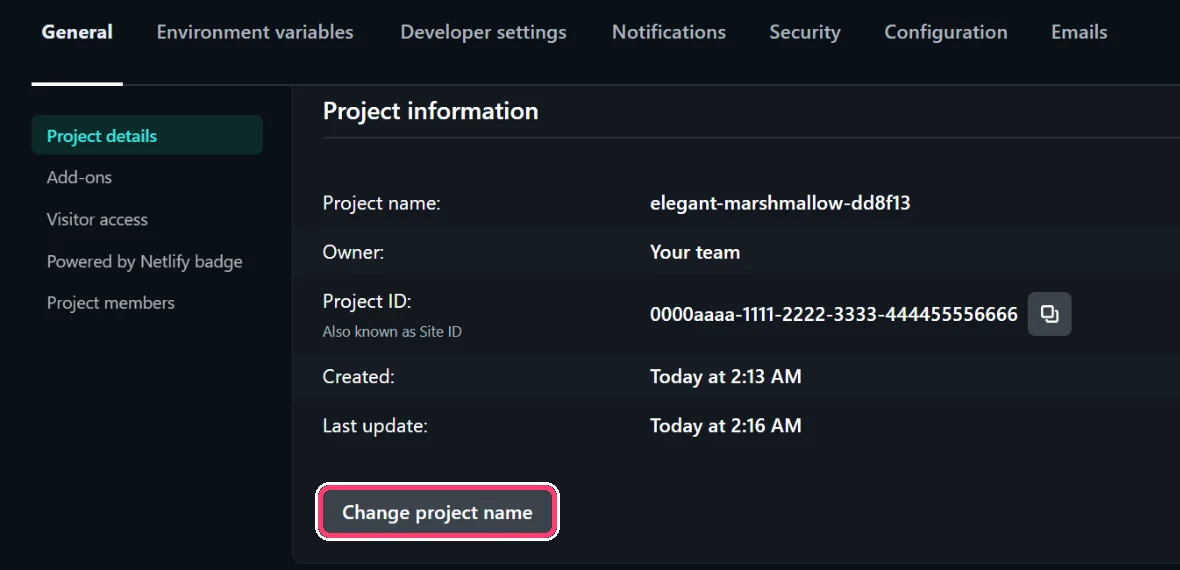 General Environment variables Developer settings Notifications Security Configuration Emails
Project details
Add-ons
Visitor access
Powered by Netlify badge
Project members
Project information
Project name: elegant-marshmallow-dd8f13
Owner: Your team
Project ID: 0000aaaa-1111-2222-3333-444455556666
Also known as Site ID
Created: Today at 2:13 AM
Last update: Today at 2:16 AM
Change project name